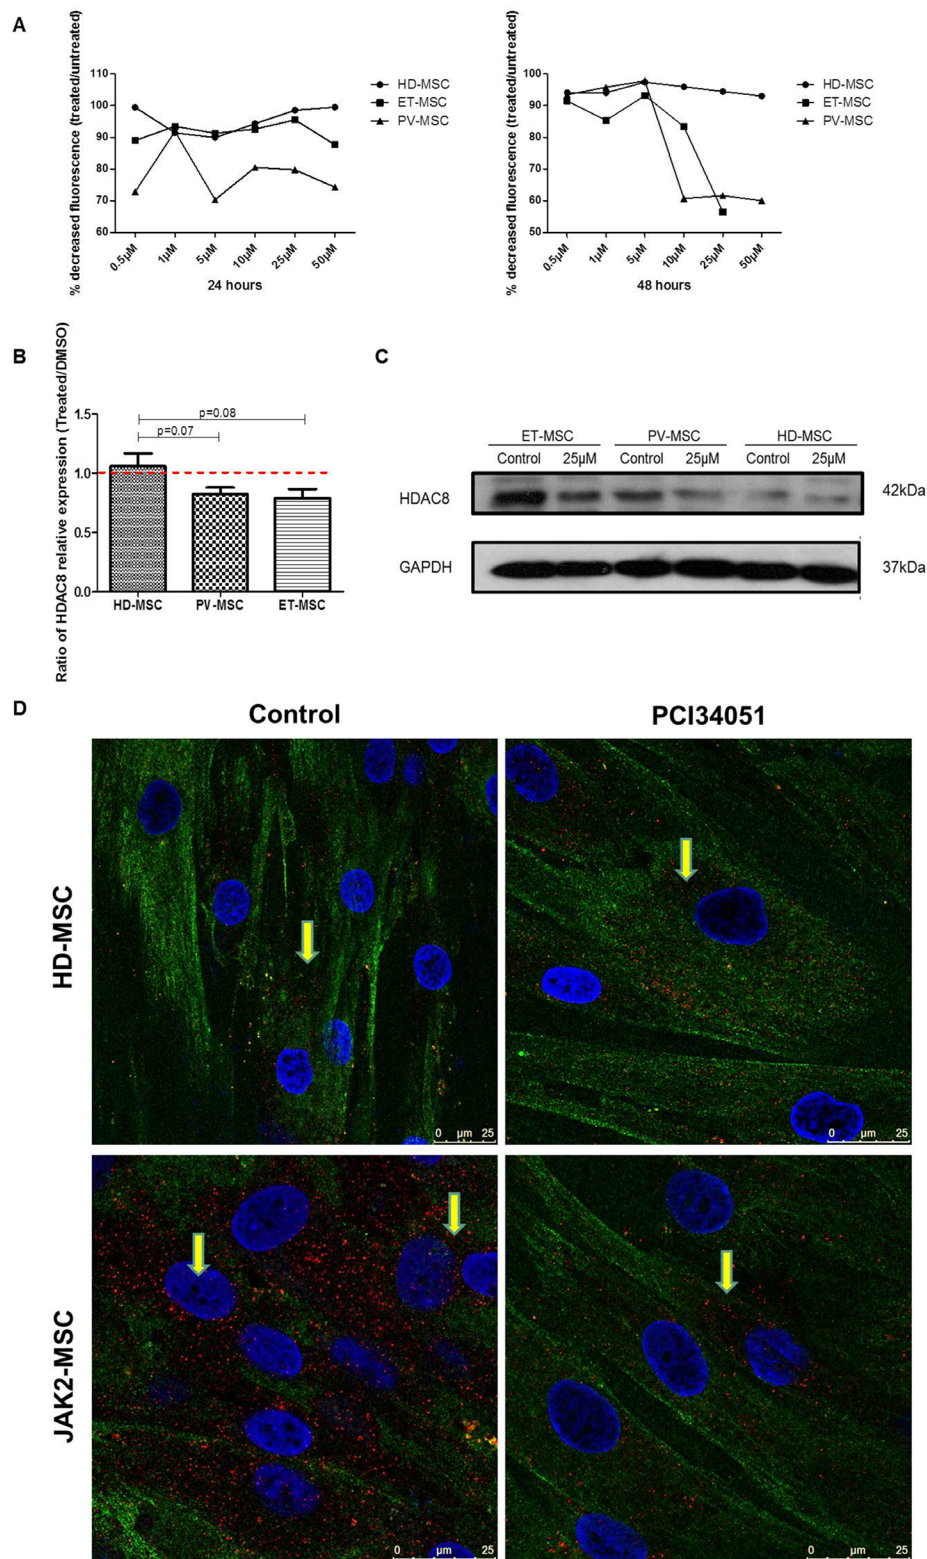 A
% decreased fluorescence (treated/untreated)
110
100
90
80
70
60
0.5μM
1μM
5μM
10μM
25μM
50μM
24 hours
HD-MSC
ET-MSC
PV-MSC
% decreased fluorescence (treated/untreated)
100
90
80
70
60
50
0.5μM
1μM
5μM
10μM
25μM
50μM
48 hours
HD-MSC
ET-MSC
PV-MSC
B
Ratio of HDAC8 relative expression (Treated/DMSO)
1.5
1.0
0.5
0.0
p=0.08
p=0.07
HD-MSC PV-MSC ET-MSC
C
ET-MSC PV-MSC HD-MSC
Control 25μM Control 25μM Control 25μM
HDAC8 42kDa
GAPDH 37kDa
D
Control PCI34051
HD-MSC
0 μm 25
0 μm 25
JAK2-MSC
0 μm 25
0 μm 25